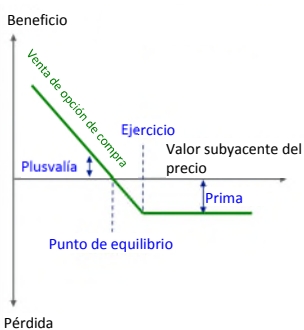 Beneficio
Venta de opción de compra
Ejercicio
Valor subyacente del
precio
Plusvalía
Prima
Punto de equilibrio
Pérdida